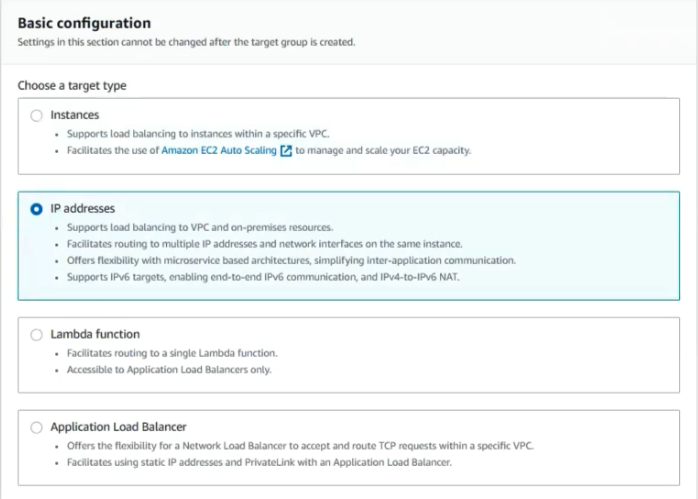 Basic configuration
Settings in this section cannot be changed after the target group is created.
Choose a target type
Instances
• Supports load balancing to instances within a specific VPC.
• Facilitates the use of Amazon EC2 Auto Scaling to manage and scale your EC2 capacity.
IP addresses
• Supports load balancing to VPC and on-premises resources.
• Facilitates routing to multiple IP addresses and network interfaces on the same instance.
• Offers flexibility with microservice based architectures, simplifying inter-application communication.
• Supports IPv6 targets, enabling end-to-end IPv6 communication, and IPv4-to-IPv6 NAT.
Lambda function
• Facilitates routing to a single Lambda function.
• Accessible to Application Load Balancers only.
Application Load Balancer
• Offers the flexibility for a Network Load Balancer to accept and route TCP requests within a specific VPC.
• Facilitates using static IP addresses and PrivateLink with an Application Load Balancer.